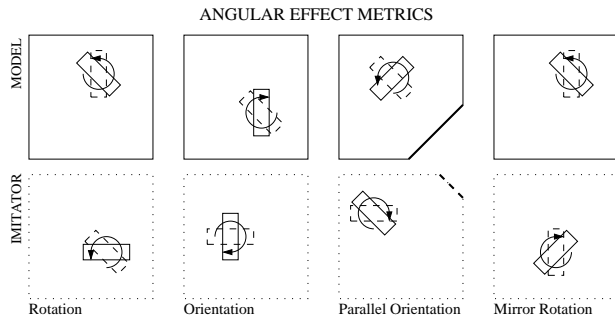 ANGULAR EFFECT METRICS
MODEL
IMITATOR
Rotation
Orientation
Parallel Orientation
Mirror Rotation